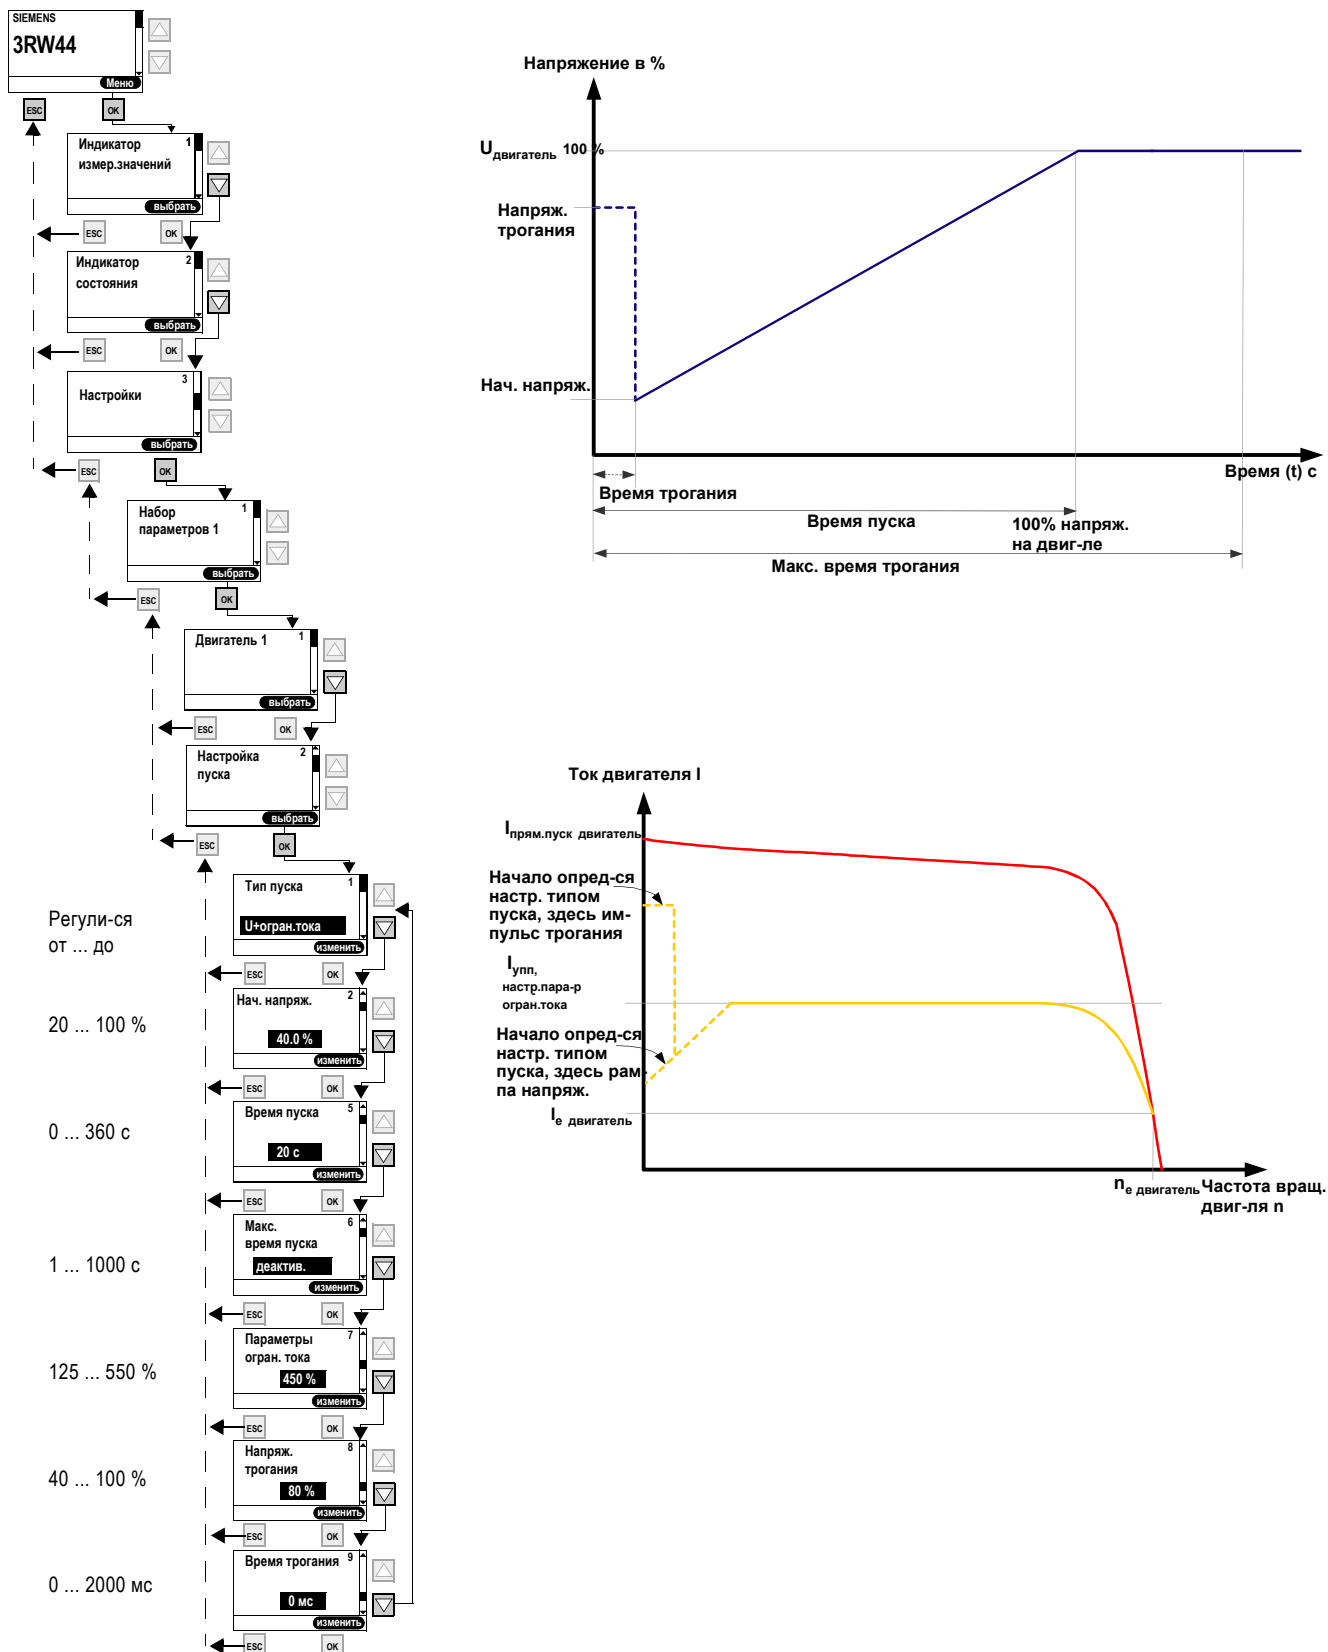 SIEMENS
3RW44
Меню
ESC
OK
Индикатор 1
измер.значений
выбрать
ESC
OK
Индикатор 2
состояния
выбрать
ESC
OK
3
Настройки
выбрать
ESC
OK
Набор 1
параметров 1
выбрать
ESC
OK
Двигатель 1 1
выбрать
ESC
OK
Настройка 2
пуска
выбрать
ESC
OK
Тип пуска 1
U+огран.тока
изменить
Регули-ся
от ... до
ESC
OK
Нач. напряж. 2
40.0 %
изменить
20 ... 100 %
ESC
OK
Время пуска 5
20 с
изменить
0 ... 360 с
ESC
OK
Макс. 6
время пуска
деактив.
изменить
1 ... 1000 с
ESC
OK
Параметры 7
огран. тока
450 %
изменить
125 ... 550 %
ESC
OK
Напряж. 8
трогания
80 %
изменить
40 ... 100 %
ESC
OK
Время трогания 9
0 мс
изменить
0 ... 2000 мс
ESC
OK
Напряжение в %
Uдвигатель 100 %
Напряж.
трогания
Нач. напряж.
Время (t) с
Время трогания
Время пуска
100% напряж.
на двиг-ле
Макс. время трогания
Ток двигателя I
Iпрям.пуск двигатель
Начало опред-ся
настр. типом
пуска, здесь им-
пульс трогания
Iупп,
настр.пара-р
огран.тока
Начало опред-ся
настр. типом
пуска, здесь рам-
па напряж.
Iе двигатель
nе двигатель
Частота вращ.
двиг-ля n